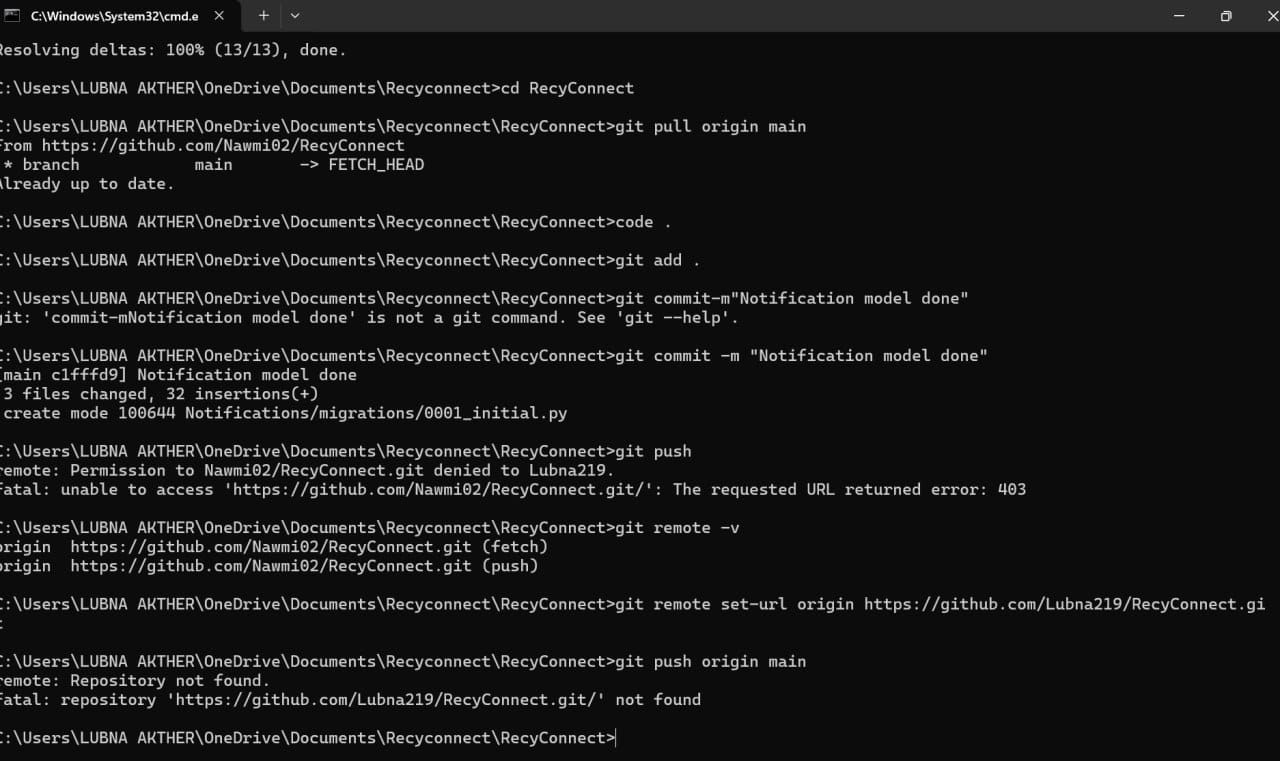 C:\Windows\System32\cmd.e
Resolving deltas: 100% (13/13), done.
C:\Users\LUBNA AKTHER\OneDrive\Documents\Recyconnect>cd RecyConnect
C:\Users\LUBNA AKTHER\OneDrive\Documents\Recyconnect\RecyConnect>git pull origin main
From https://github.com/Nawmi02/RecyConnect
* branch            main       -> FETCH_HEAD
Already up to date.
C:\Users\LUBNA AKTHER\OneDrive\Documents\Recyconnect\RecyConnect>code .
C:\Users\LUBNA AKTHER\OneDrive\Documents\Recyconnect\RecyConnect>git add .
C:\Users\LUBNA AKTHER\OneDrive\Documents\Recyconnect\RecyConnect>git commit-m"Notification model done"
git: 'commit-mNotification model done' is not a git command. See 'git --help'.
C:\Users\LUBNA AKTHER\OneDrive\Documents\Recyconnect\RecyConnect>git commit -m "Notification model done"
[main c1fffd9] Notification model done
3 files changed, 32 insertions(+)
create mode 100644 Notifications/migrations/0001_initial.py
C:\Users\LUBNA AKTHER\OneDrive\Documents\Recyconnect\RecyConnect>git push
remote: Permission to Nawmi02/RecyConnect.git denied to Lubna219.
fatal: unable to access 'https://github.com/Nawmi02/RecyConnect.git/': The requested URL returned error: 403
C:\Users\LUBNA AKTHER\OneDrive\Documents\Recyconnect\RecyConnect>git remote -v
origin  https://github.com/Nawmi02/RecyConnect.git (fetch)
origin  https://github.com/Nawmi02/RecyConnect.git (push)
C:\Users\LUBNA AKTHER\OneDrive\Documents\Recyconnect\RecyConnect>git remote set-url origin https://github.com/Lubna219/RecyConnect.gi
t
C:\Users\LUBNA AKTHER\OneDrive\Documents\Recyconnect\RecyConnect>git push origin main
remote: Repository not found.
fatal: repository 'https://github.com/Lubna219/RecyConnect.git/' not found
C:\Users\LUBNA AKTHER\OneDrive\Documents\Recyconnect\RecyConnect>